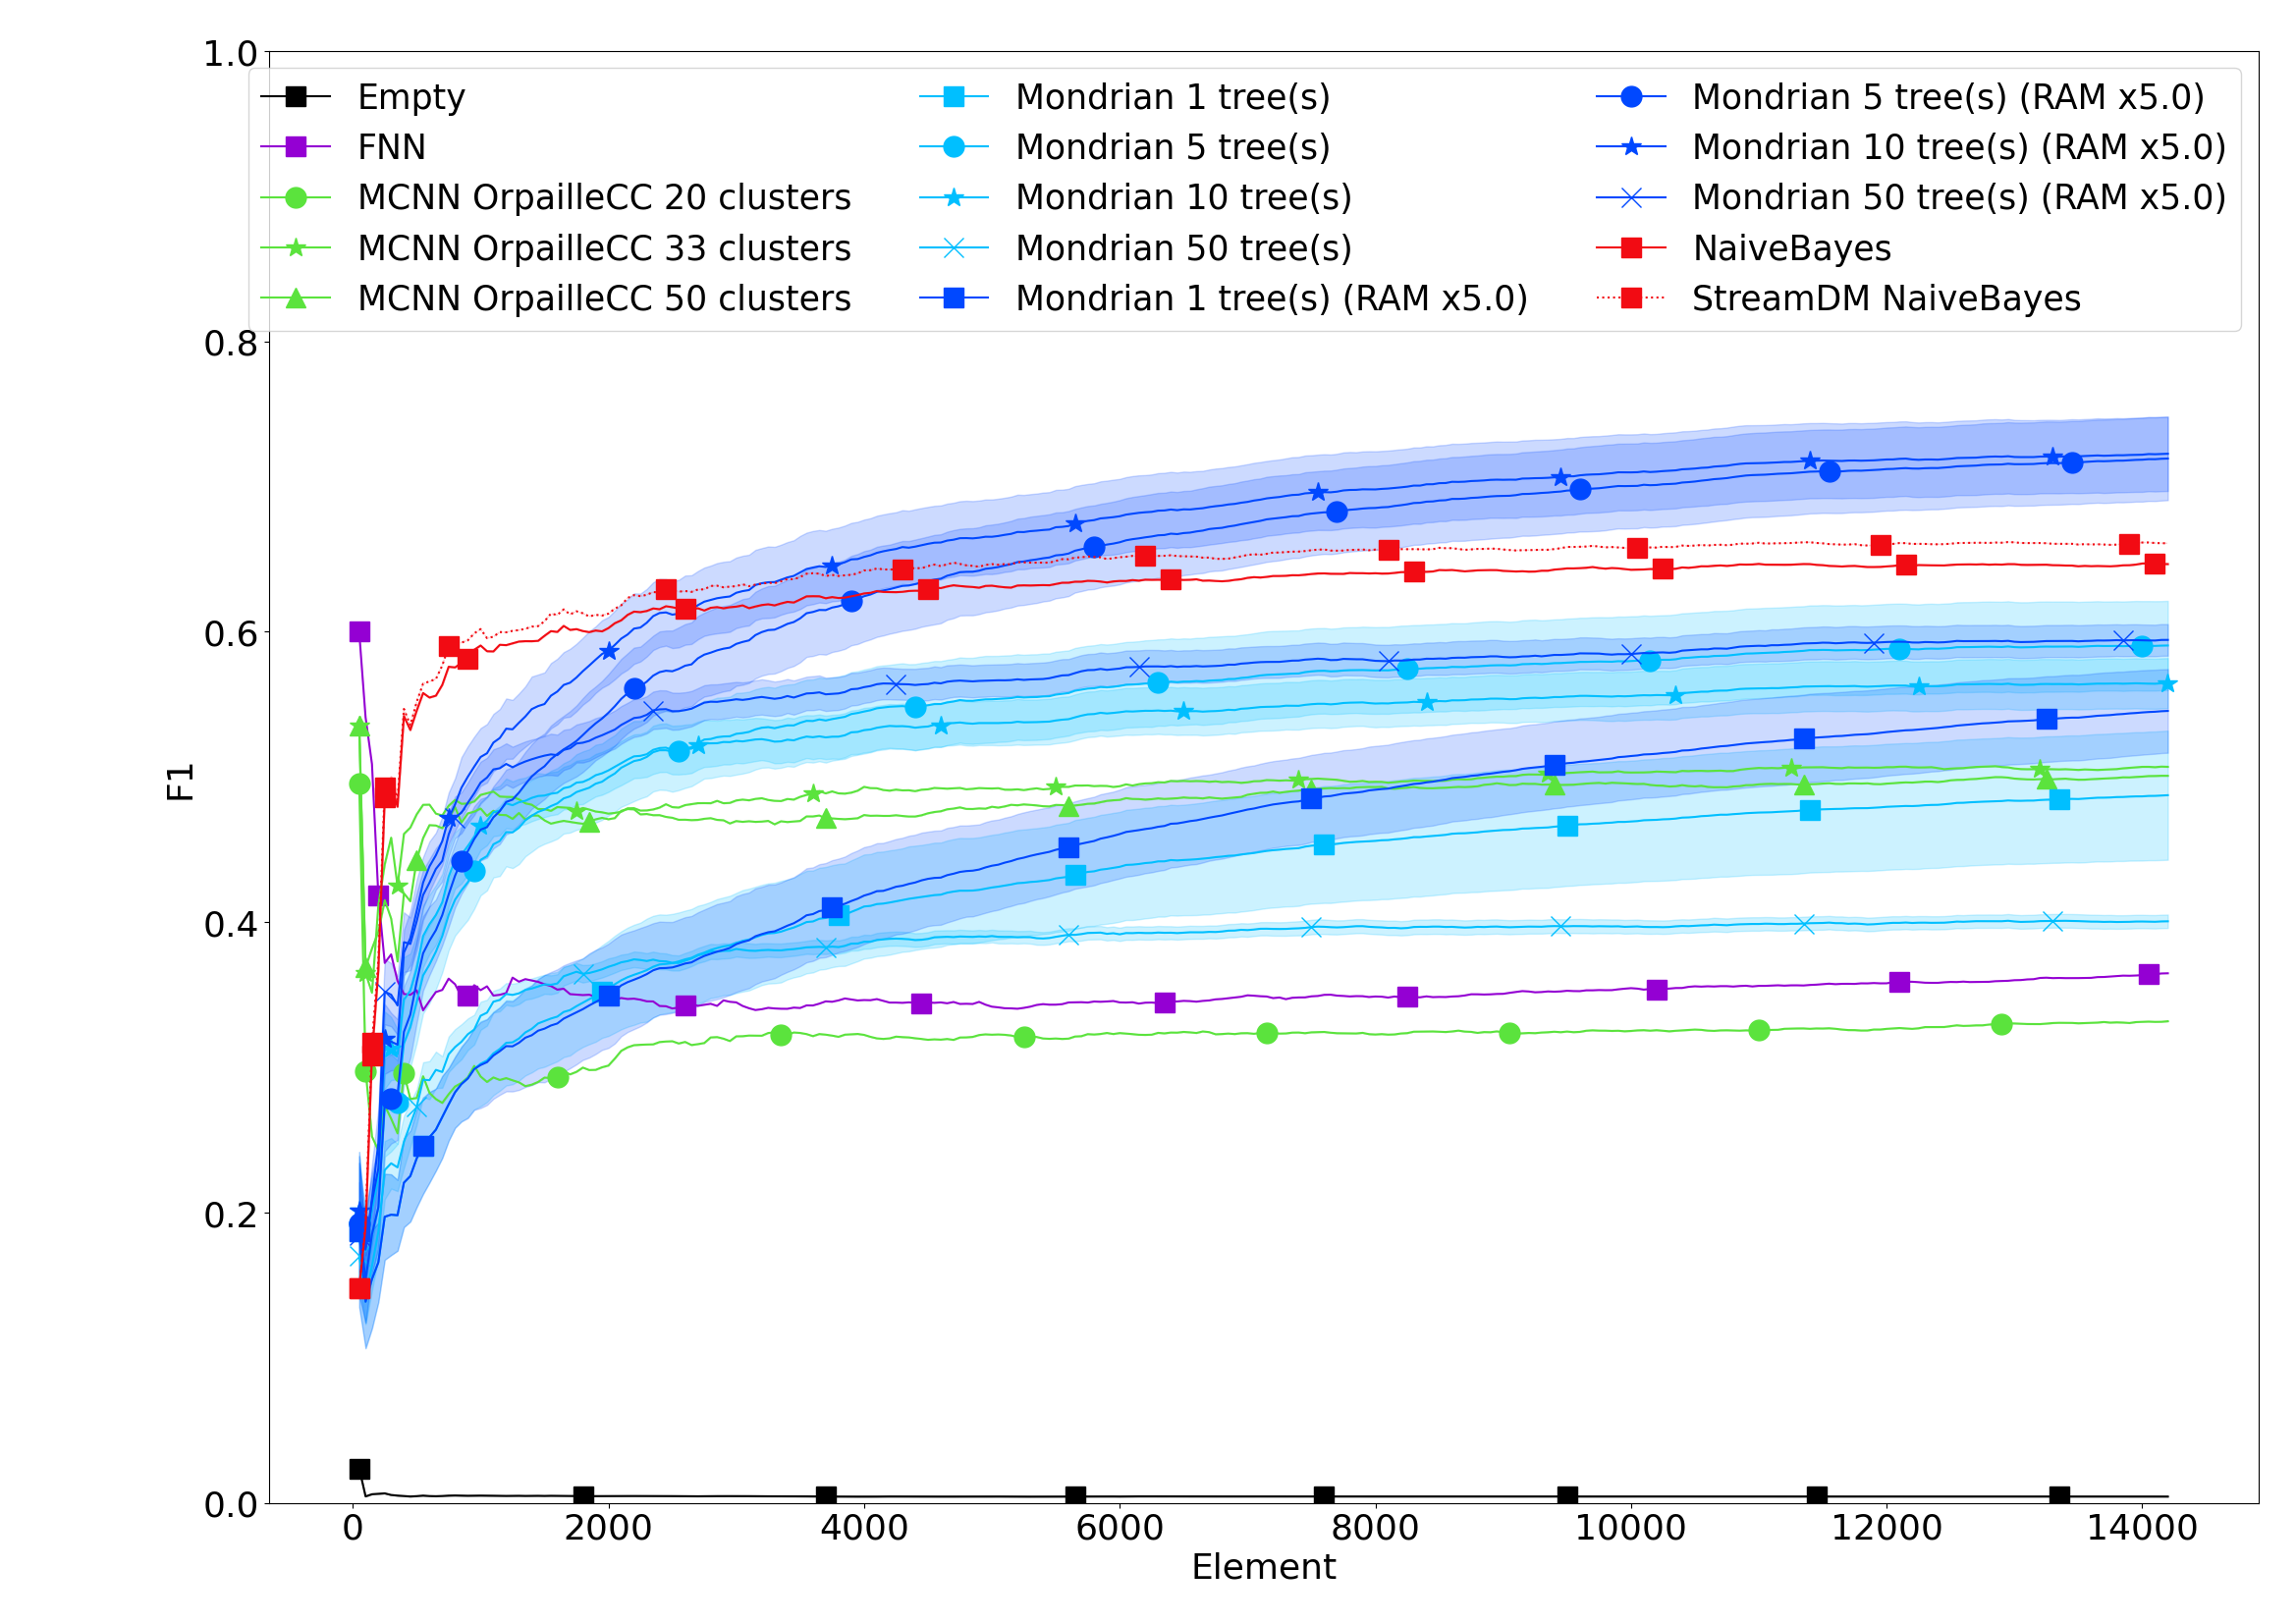 1.0
Empty
FNN
MCNN OrpailleCC 20 clusters
MCNN OrpailleCC 33 clusters
MCNN OrpailleCC 50 clusters
Mondrian 1 tree(s)
Mondrian 5 tree(s)
Mondrian 10 tree(s)
Mondrian 50 tree(s)
Mondrian 1 tree(s) (RAM x5.0)
Mondrian 5 tree(s) (RAM x5.0)
Mondrian 10 tree(s) (RAM x5.0)
Mondrian 50 tree(s) (RAM x5.0)
NaiveBayes
StreamDM NaiveBayes
0.8
0.6
F1
0.4
0.2
0.0
0 2000 4000 6000 8000 10000 12000 14000
Element